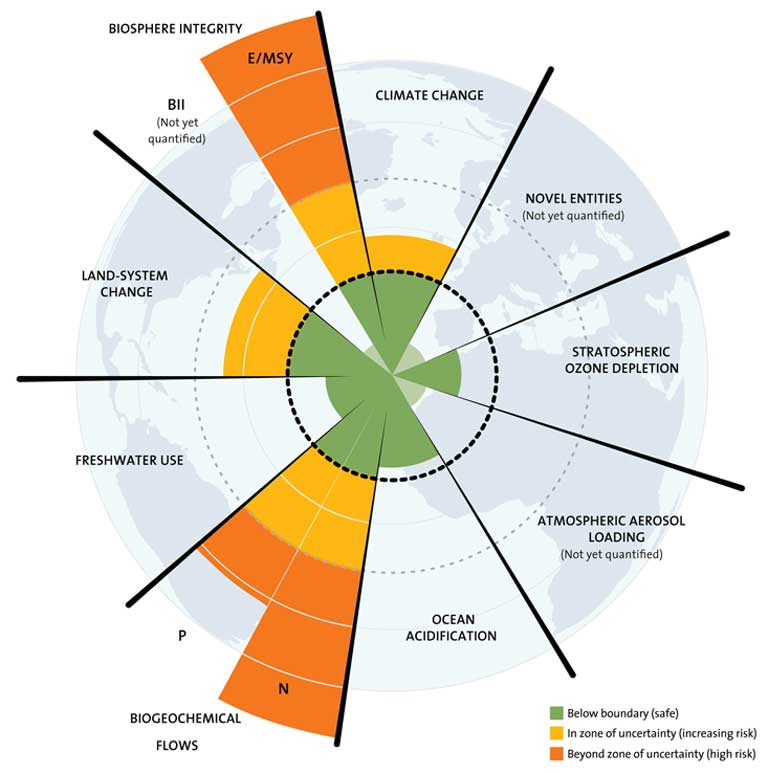 BIOSPHERE INTEGRITY
E/MSY
BII
(Not yet
quantified)
CLIMATE CHANGE
NOVEL ENTITIES
(Not yet quantified)
LAND-SYSTEM
CHANGE
STRATOSPHERIC
OZONE DEPLETION
FRESHWATER USE
ATMOSPHERIC AEROSOL
LOADING
(Not yet quantified)
OCEAN
ACIDIFICATION
P
N
BIOGEOCHEMICAL
FLOWS
Below boundary (safe)
In zone of uncertainty (increasing risk)
Beyond zone of uncertainty (high risk)